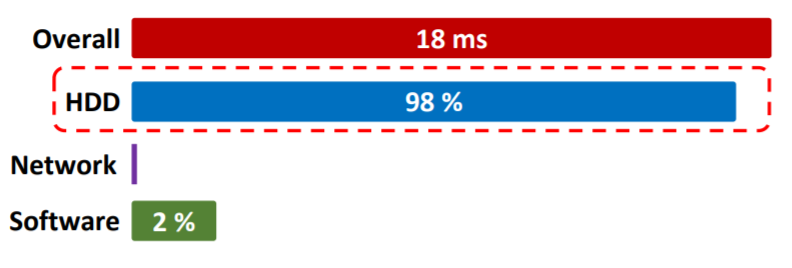 Overall 18 ms
HDD 98 %
Network
Software 2 %